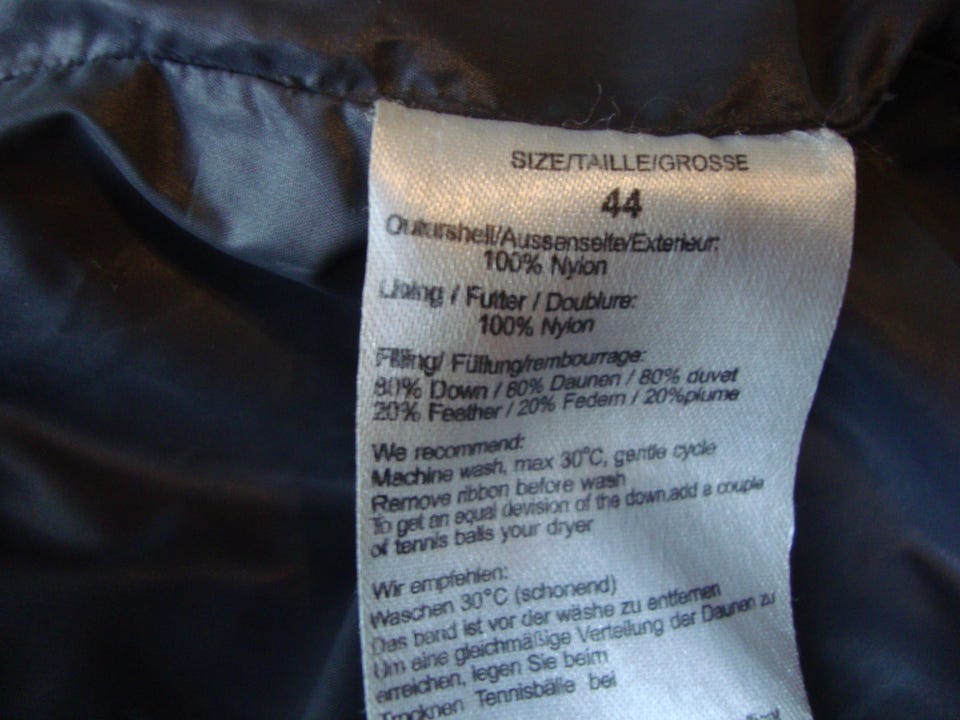 SIZE/TAILLE/GROSSE
44
Outurshell/Aussenseite/Exterieur:
100% Nylon
Lining / Futter / Doublure:
100% Nylon
Filling/ Füllung/rembourrage:
80% Down / 80% Daunen / 80% duvet
20% Feather / 20% Federn / 20%plume
We recommend:
Machine wash, max 30°C, gentle cycle
Remove ribbon before wash
To get an equal devision of the down,add a couple
of tennis balls your dryer
Wir empfehlen:
Waschen 30°C (schonend)
Das band ist vor der wäshe zu entfernen
Um eine gleichmäßige Verteilung der Daunen zu
erreichen, legen Sie beim
Trocknen Tennisbälle bei